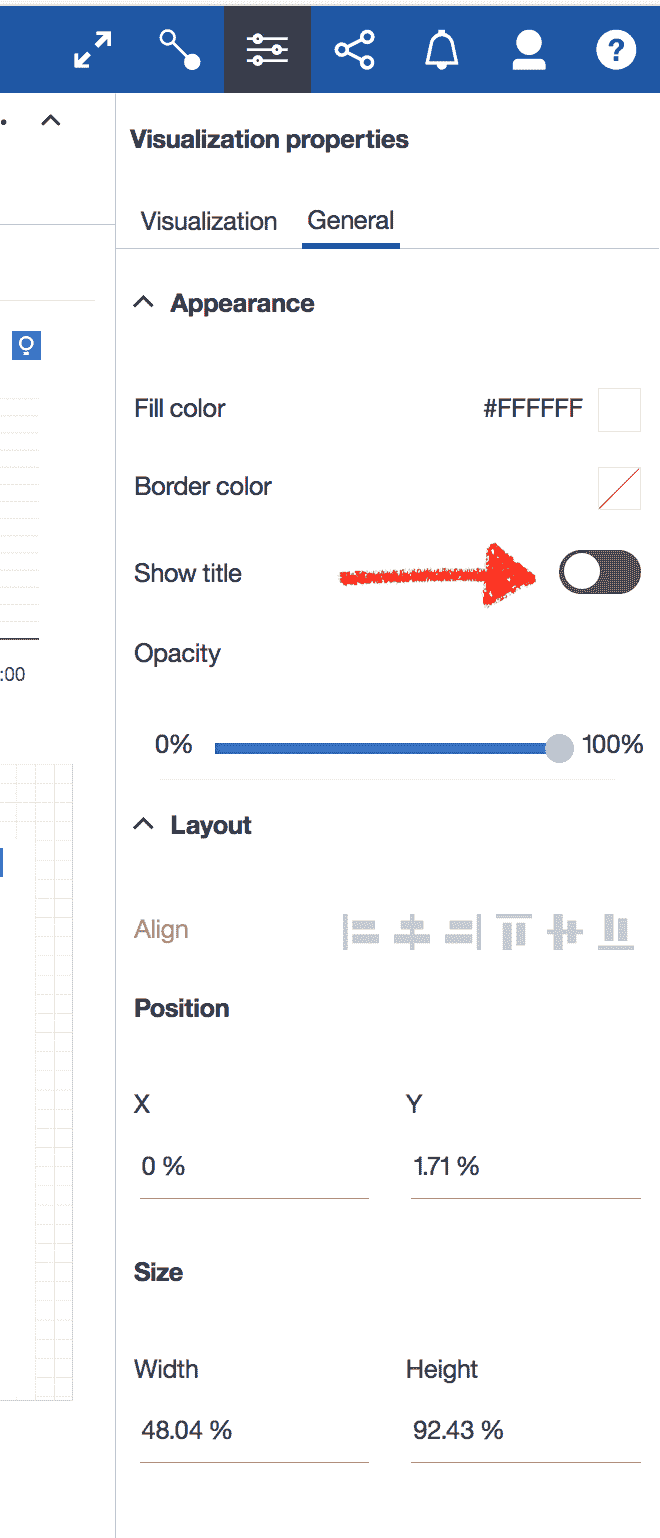 ?
Visualization properties
Visualization General
Appearance
Fill color #FFFFFF
Border color
Show title
:00
Opacity
0% 100%
Layout
Align
Position
X Y
0 % 1.71 %
Size
Width Height
48.04 % 92.43 %